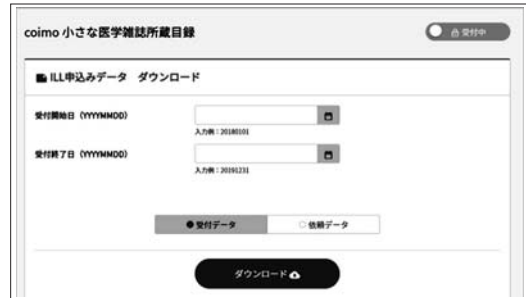 coimo 小さな医学雑誌所蔵目録
受付中
ILL申込みデータ ダウンロード
受付開始日（YYYYMMDD）
入力例：20180101
受付終了日（YYYYMMDD）
入力例：20191231
受付データ
依頼データ
ダウンロード